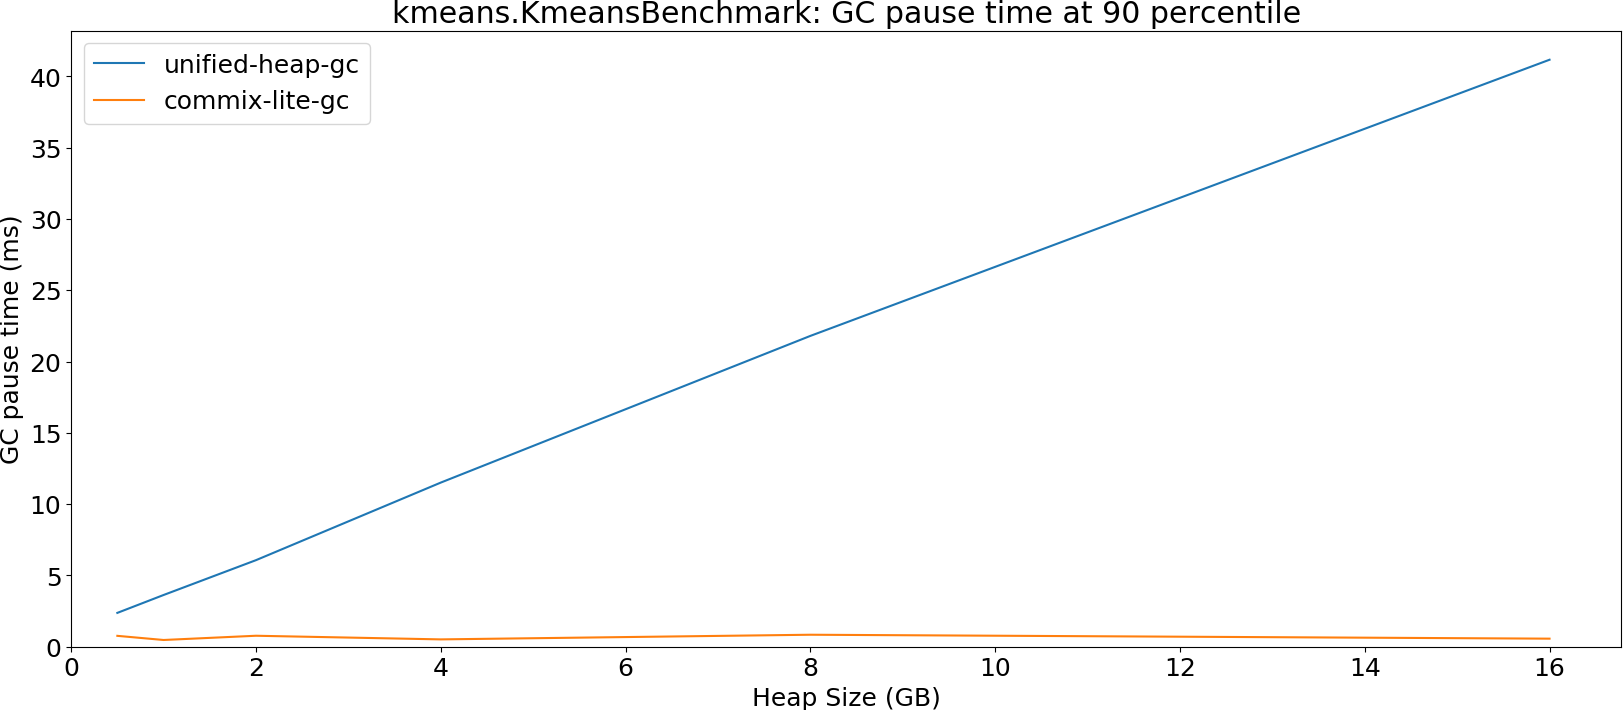 kmeans.KmeansBenchmark: GC pause time at 90 percentile
unified-heap-gc
commix-lite-gc
GC pause time (ms)
40
35
30
25
20
15
10
5
0
0 2 4 6 8 10 12 14 16
Heap Size (GB)